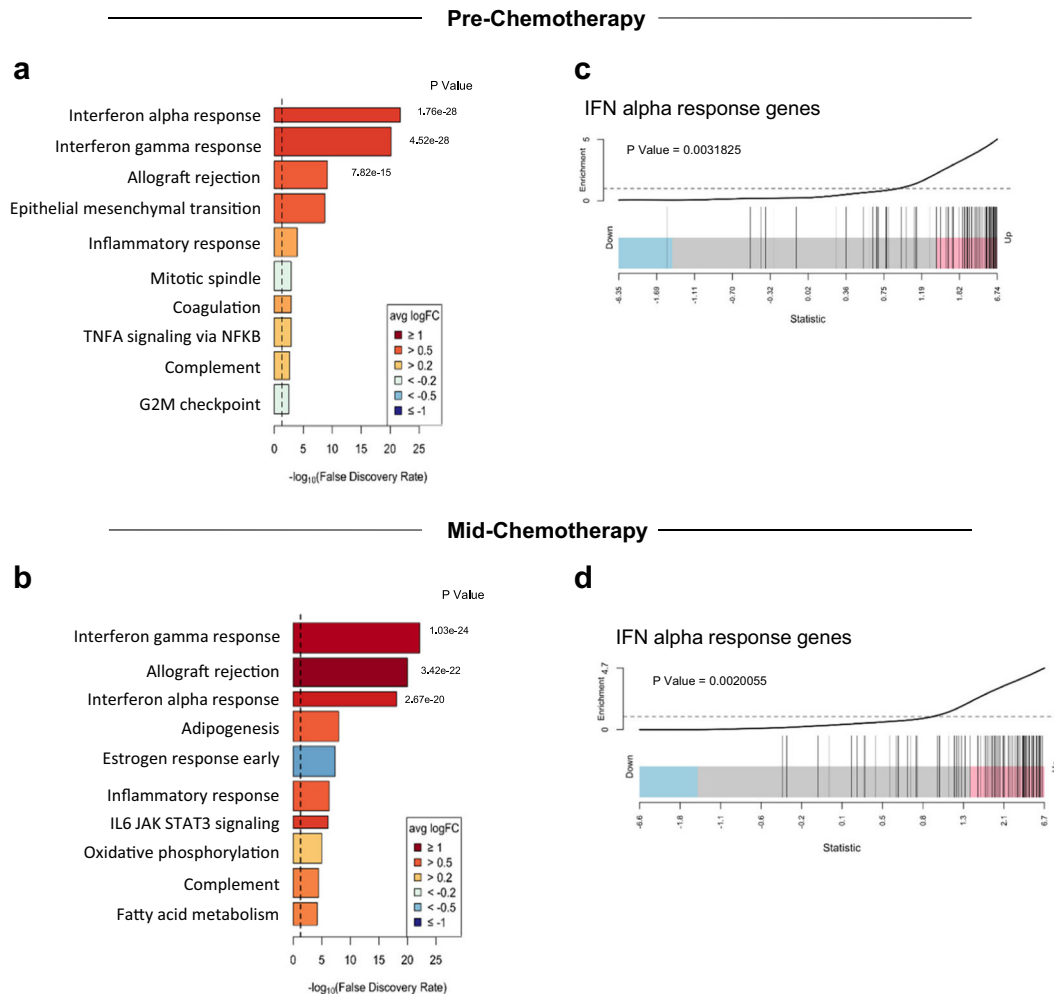 Pre-Chemotherapy
a
P Value
Interferon alpha response
1.76e-28
Interferon gamma response
4.52e-28
Allograft rejection
7.82e-15
Epithelial mesenchymal transition
Inflammatory response
Mitotic spindle
Coagulation
TNFA signaling via NFKB
Complement
G2M checkpoint
avg logFC
≥ 1
> 0.5
> 0.2
< -0.2
< -0.5
≤ -1
0 5 10 15 20 25
-log10(False Discovery Rate)
c
IFN alpha response genes
P Value = 0.0031825
Enrichment
0 5
Down
Up
-6.35 -1.69 -1.11 -0.70 -0.32 0.02 0.36 0.75 1.19 1.82 6.74
Statistic
Mid-Chemotherapy
b
P Value
Interferon gamma response
1.03e-24
Allograft rejection
3.42e-22
Interferon alpha response
2.67e-20
Adipogenesis
Estrogen response early
Inflammatory response
IL6 JAK STAT3 signaling
Oxidative phosphorylation
Complement
Fatty acid metabolism
avg logFC
≥ 1
> 0.5
> 0.2
< -0.2
< -0.5
≤ -1
0 5 10 15 20 25
-log10(False Discovery Rate)
d
IFN alpha response genes
P Value = 0.0020055
Enrichment
0 4.7
Down
-6.6 -1.8 -1.1 -0.6 -0.2 0.1 0.5 0.8 1.3 2.1 6.7
Statistic